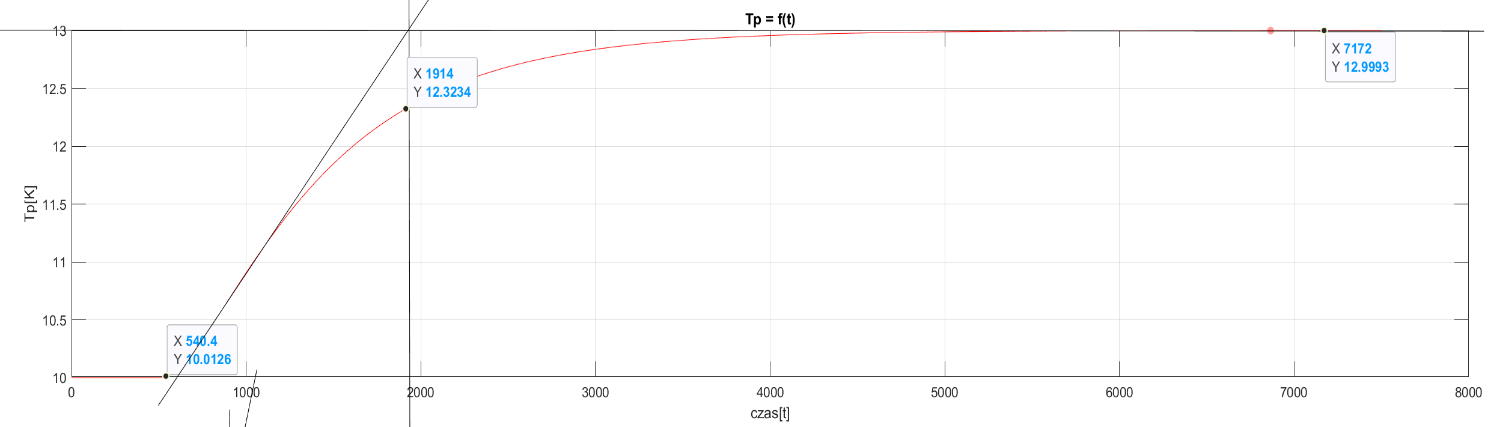 Tp = f(t)
13
12.5
12
11.5
11
10.5
10
Tp[K]
X 1914
Y 12.3234
X 7172
Y 12.9993
X 540.4
Y 10.0126
0 1000 2000 3000 4000 5000 6000 7000 8000
czas[t]